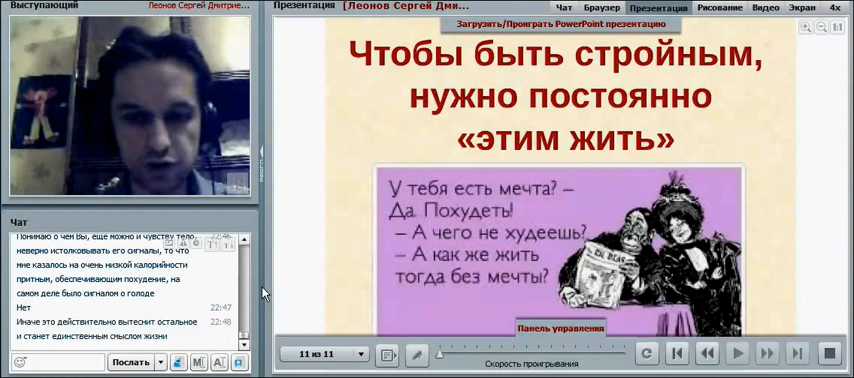 Выступающий
Леонов Сергей Дмитрие...
Презентация
[Леонов Сергей Дми...
Чат
Браузер
Презентация
Рисование
Видео
Экран
4x
Загрузить/Проиграть PowerPoint презентацию
1:1
Чтобы быть стройным,
нужно постоянно
«этим жить»
У тебя есть мечта? –
Да. Похудеть!
– А чего не худеешь?
– А как же жить
тогда без мечты?
Чат
Понимаю о чем Вы, еще можно и чувству тело, 22:46
неверно истолковывать его сигналы, то что
мне казалось на очень низкой калорийности
притным, обеспечивающим похудение, на
самом деле было сигналом о голоде
Нет 22:47
Иначе это действительно вытеснит остальное 22:48
и станет единственным смыслом жизни
Послать
Панель управления
11 из 11
Скорость проигрывания